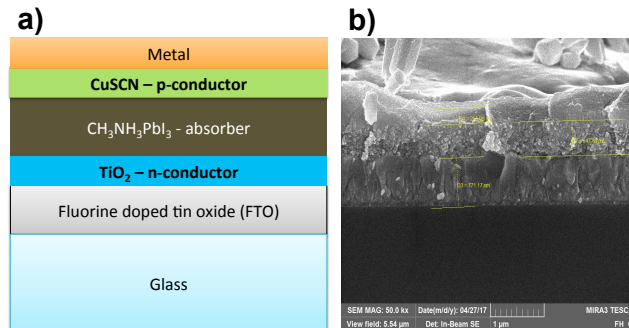 a)
Metal
CuSCN – p-conductor
CH₃NH₃PbI₃ - absorber
TiO₂ – n-conductor
Fluorine doped tin oxide (FTO)
Glass
b)
SEM MAG: 50.0 kx Date(m/d/y): 04/27/17 MIRA3 TESC
View field: 5.54 µm Det: In-Beam SE 1 µm FH